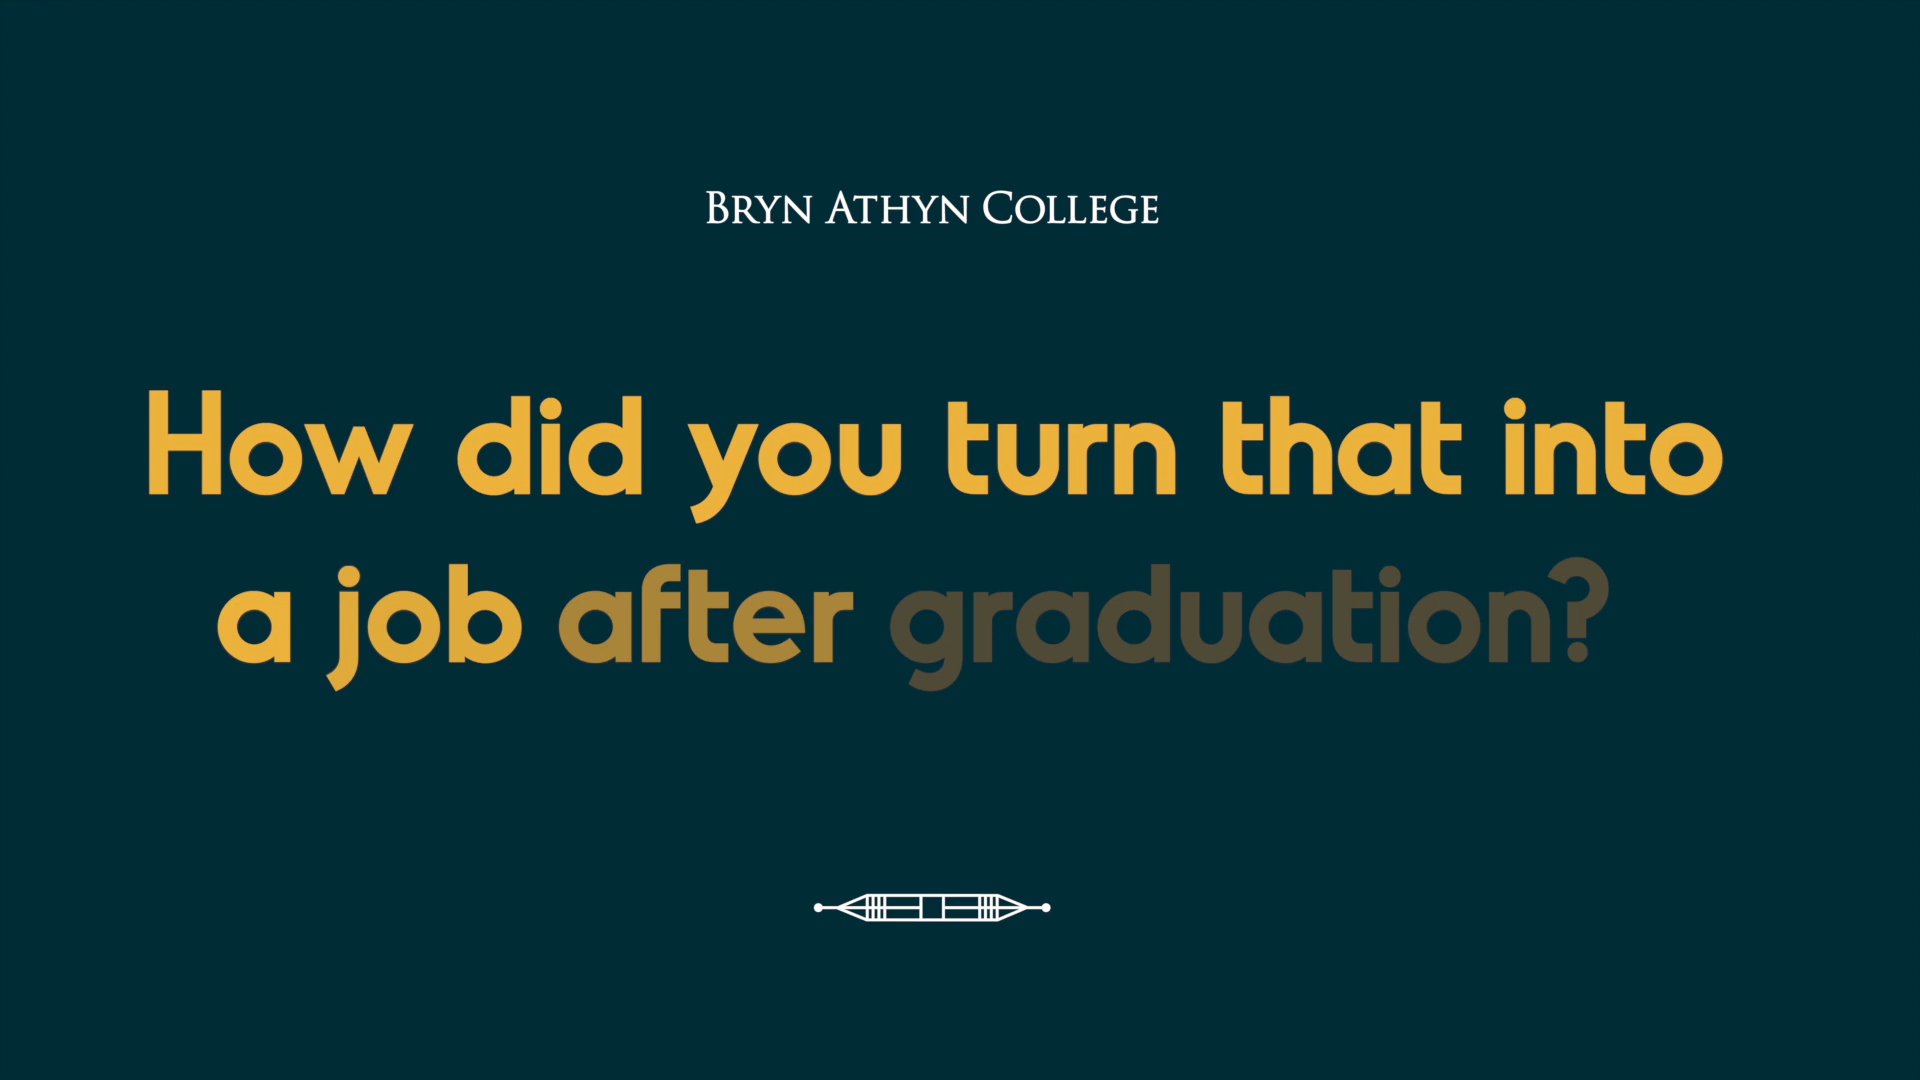 Bryn Athyn College
How did you turn that into
a job after graduation?